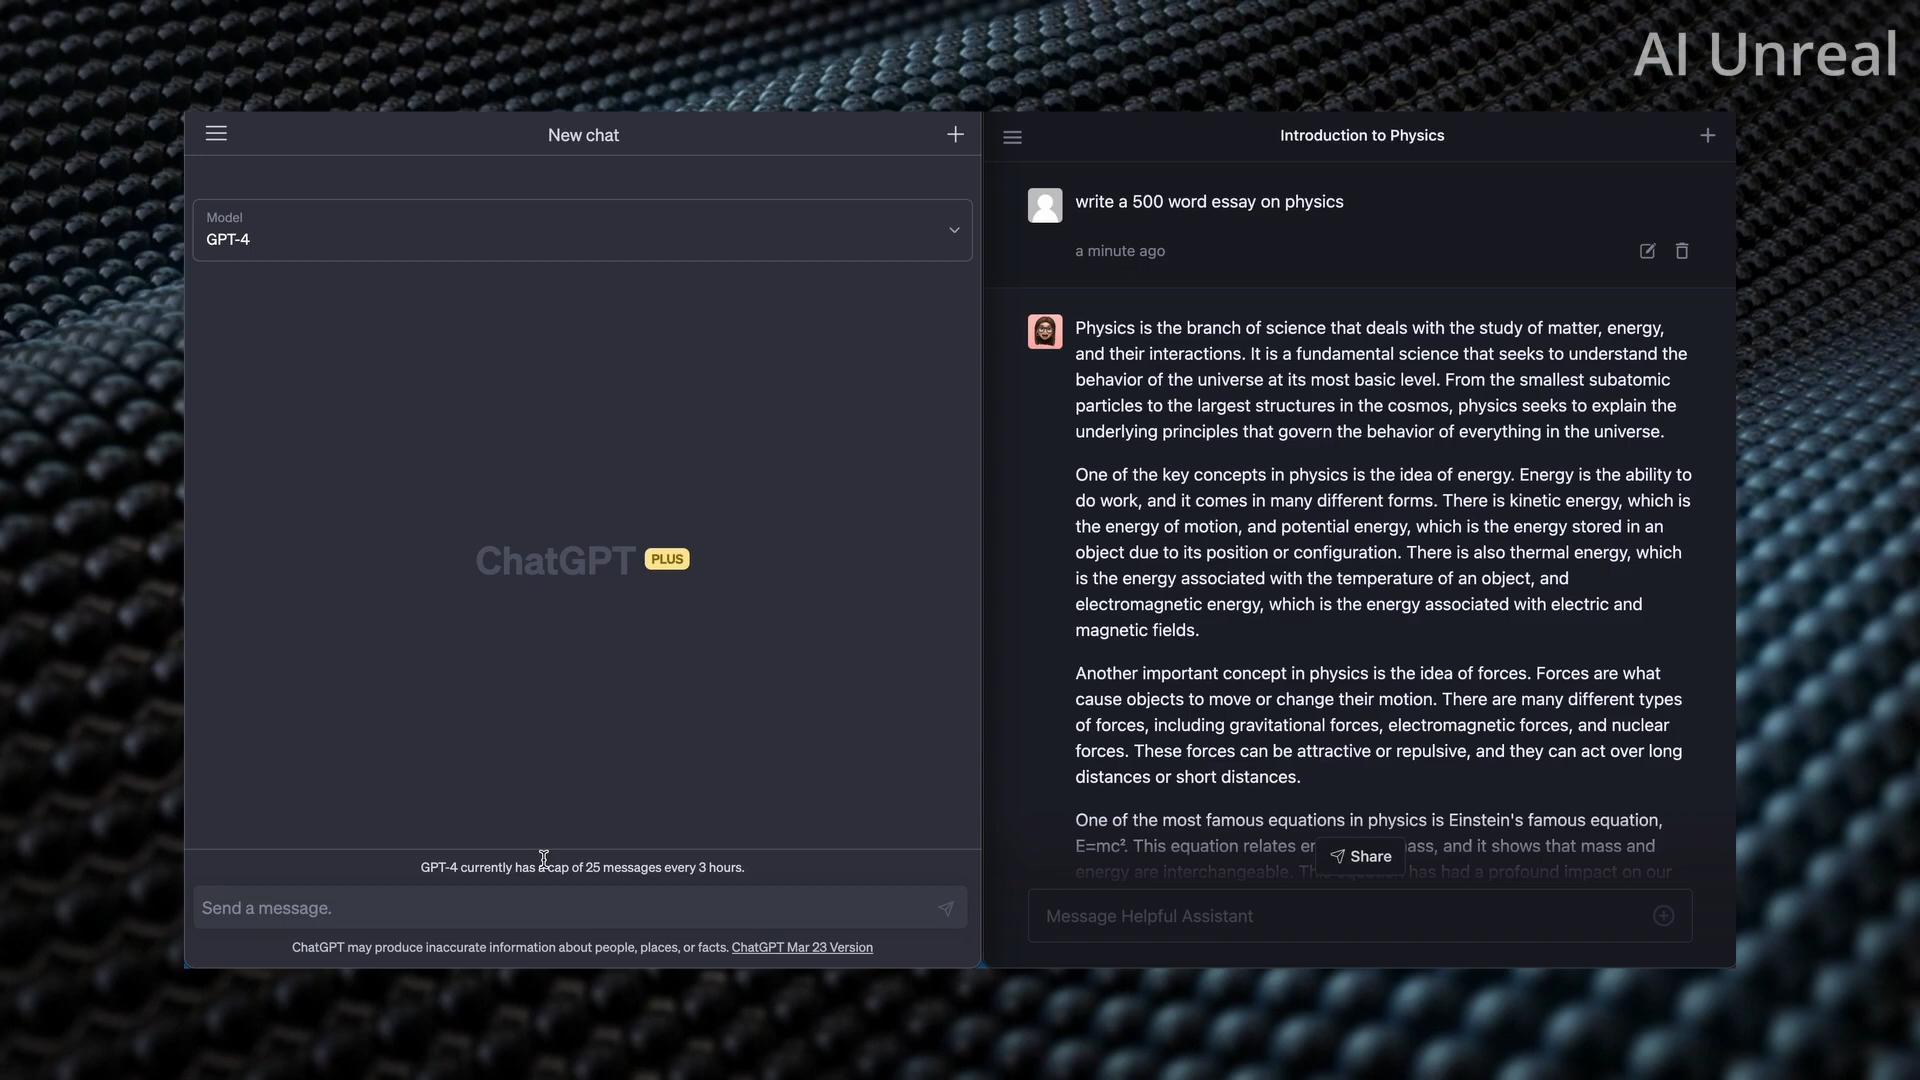 AI Unreal
New chat
Model
GPT-4
ChatGPT PLUS
GPT-4 currently has a cap of 25 messages every 3 hours.
Send a message.
ChatGPT may produce inaccurate information about people, places, or facts. ChatGPT Mar 23 Version
Introduction to Physics
write a 500 word essay on physics
a minute ago
Physics is the branch of science that deals with the study of matter, energy,
and their interactions. It is a fundamental science that seeks to understand the
behavior of the universe at its most basic level. From the smallest subatomic
particles to the largest structures in the cosmos, physics seeks to explain the
underlying principles that govern the behavior of everything in the universe.
One of the key concepts in physics is the idea of energy. Energy is the ability to
do work, and it comes in many different forms. There is kinetic energy, which is
the energy of motion, and potential energy, which is the energy stored in an
object due to its position or configuration. There is also thermal energy, which
is the energy associated with the temperature of an object, and
electromagnetic energy, which is the energy associated with electric and
magnetic fields.
Another important concept in physics is the idea of forces. Forces are what
cause objects to move or change their motion. There are many different types
of forces, including gravitational forces, electromagnetic forces, and nuclear
forces. These forces can be attractive or repulsive, and they can act over long
distances or short distances.
One of the most famous equations in physics is Einstein's famous equation,
E=mc². This equation relates and it shows that mass and
energy are interchangeable. This equation has had a profound impact on our
Share
Message Helpful Assistant